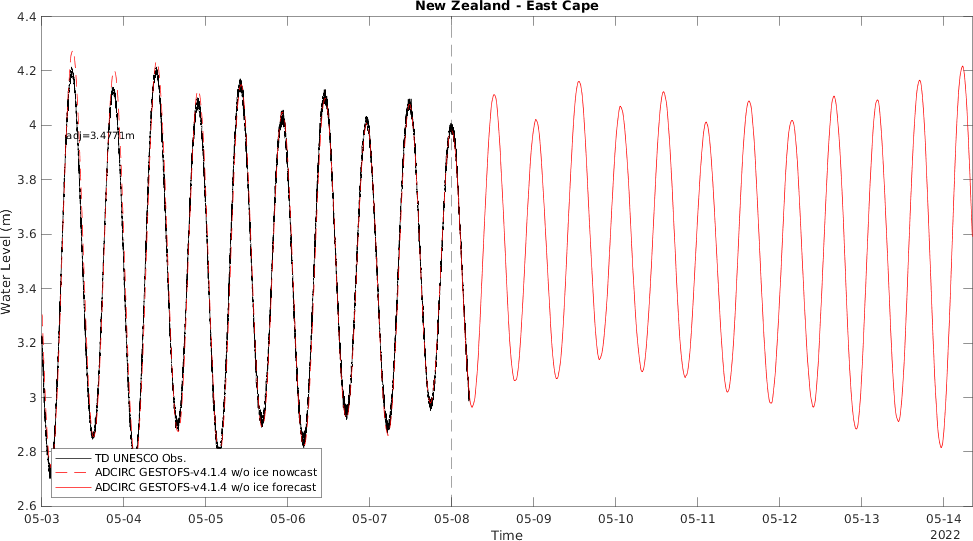 New Zealand - East Cape
4.4
4.2
4
3.8
3.6
3.4
3.2
3
2.8
2.6
Water Level (m)
adj=3.4771m
TD UNESCO Obs.
ADCIRC GESTOFS-v4.1.4 w/o ice nowcast
ADCIRC GESTOFS-v4.1.4 w/o ice forecast
05-03 05-04 05-05 05-06 05-07 05-08 05-09 05-10 05-11 05-12 05-13 05-14
2022
Time